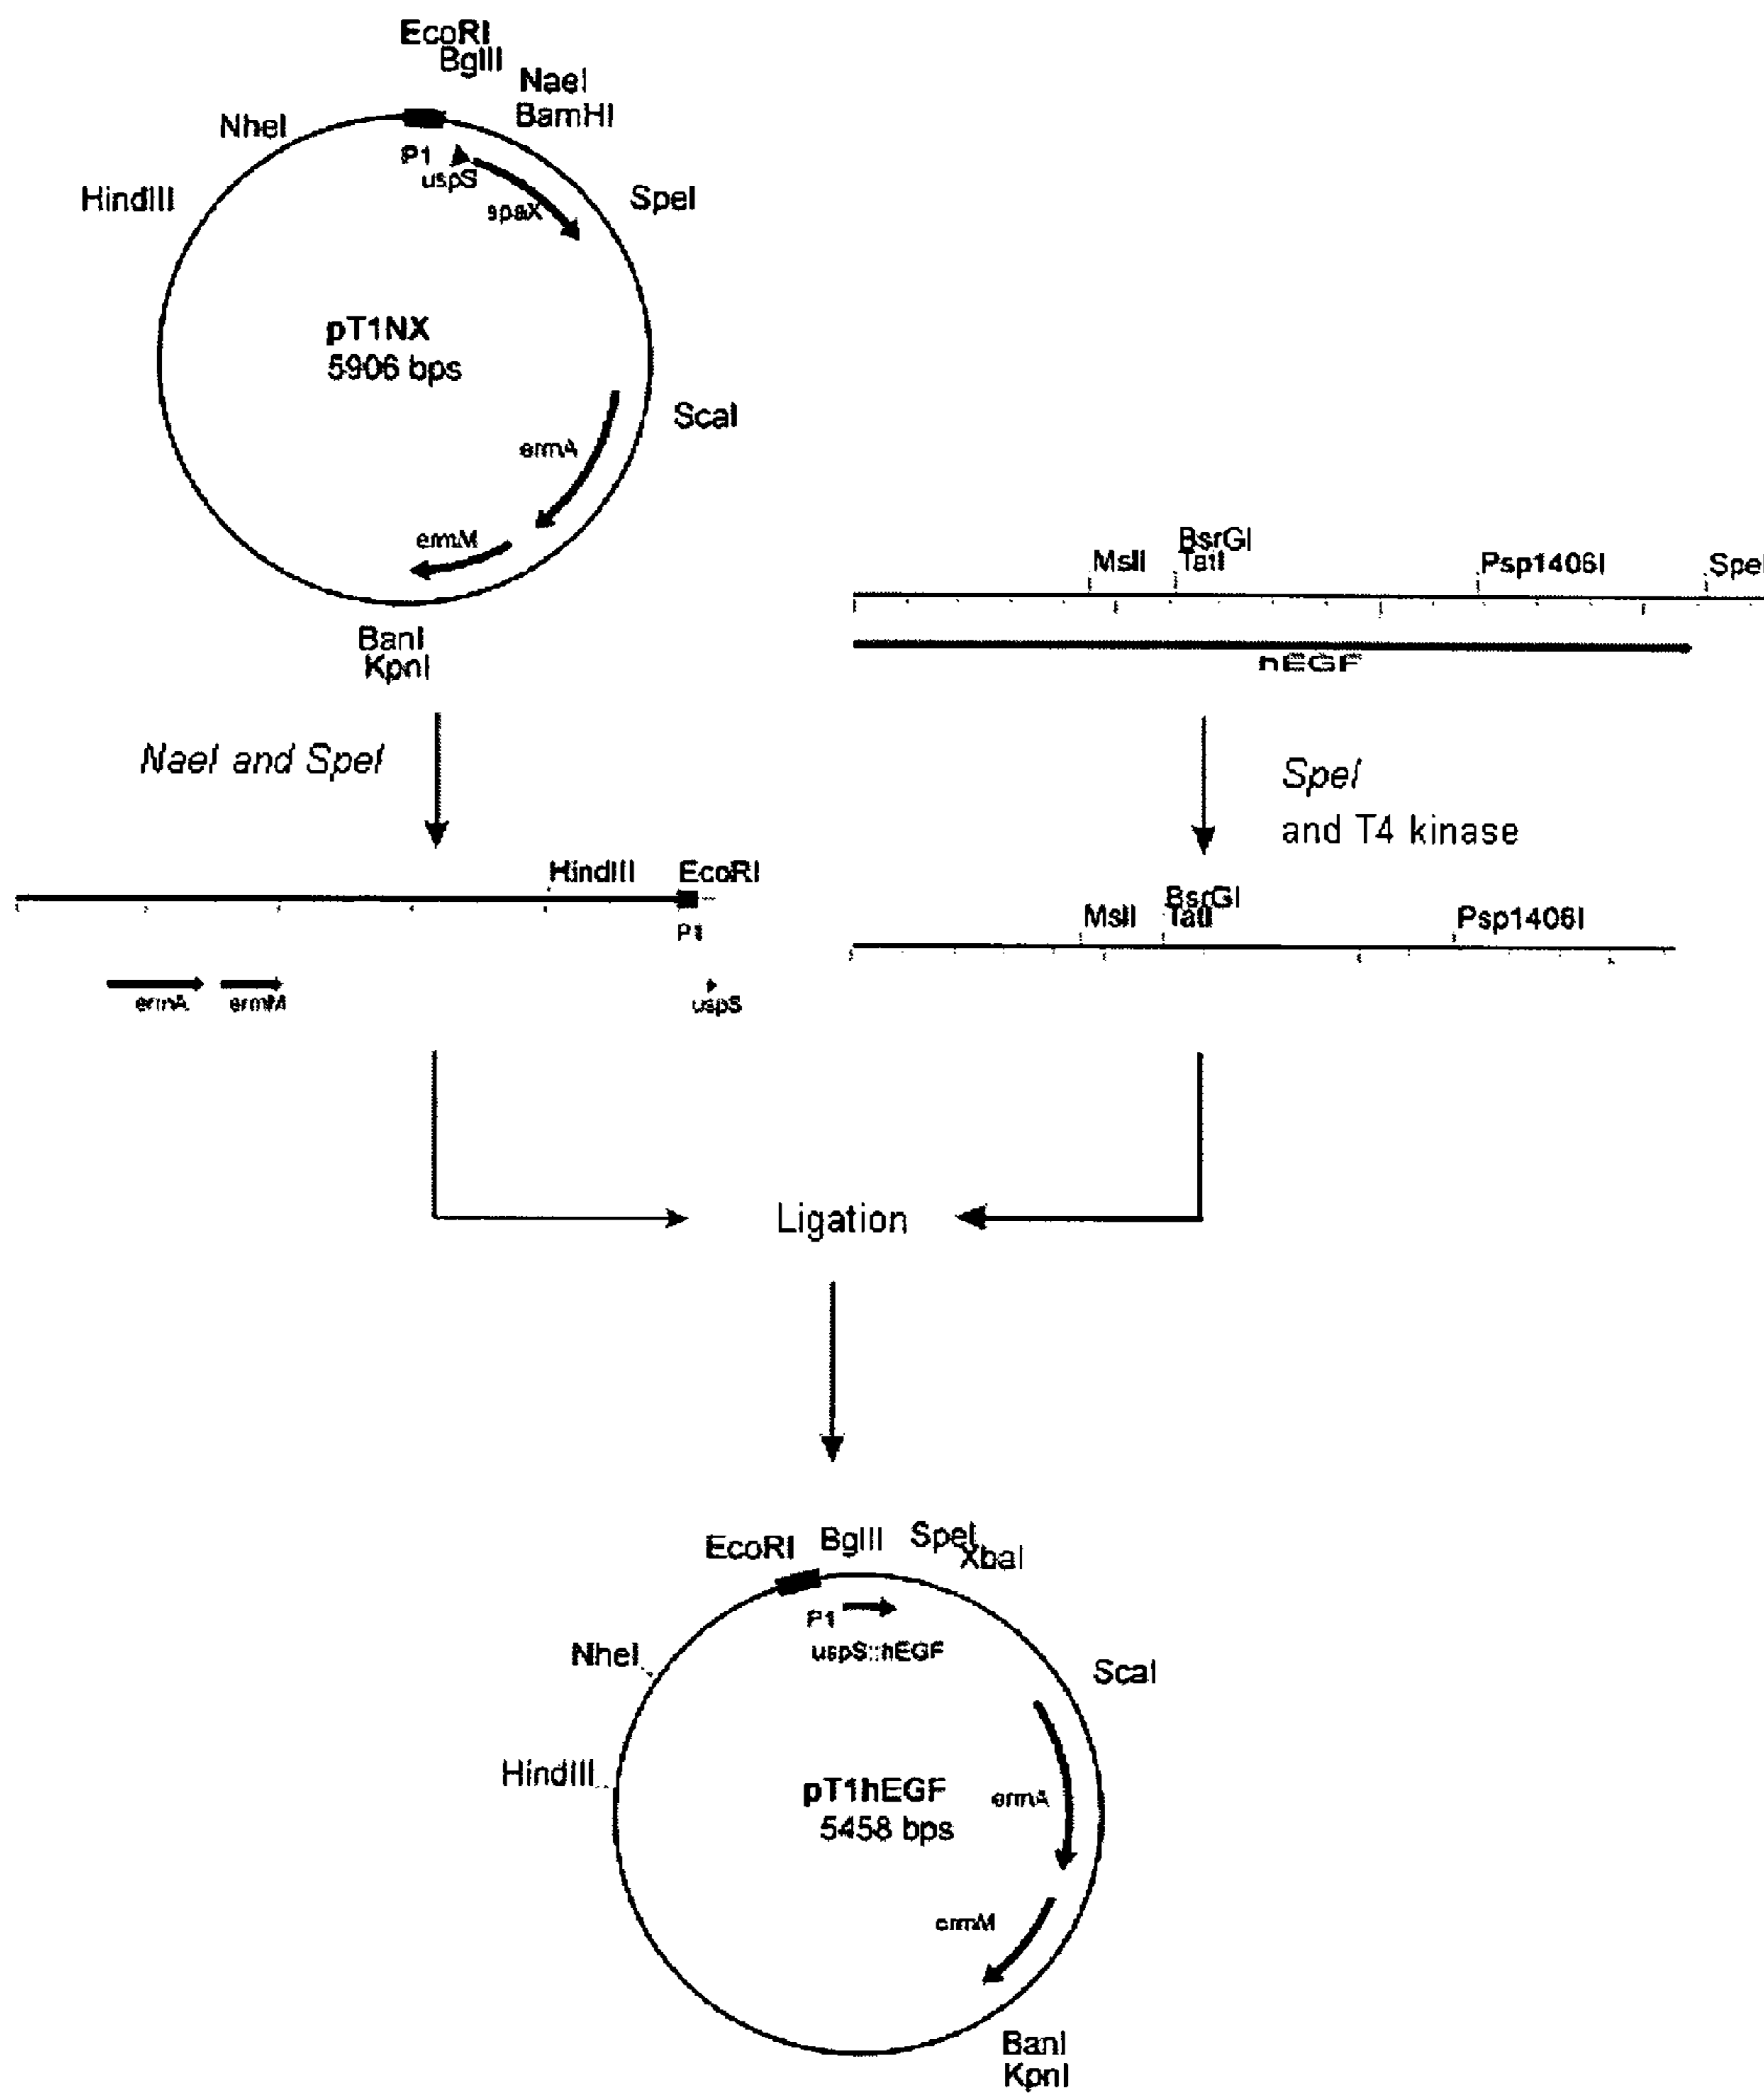 EcoRI
BglII
NaeI
BamHI
NheI
P1
uspS
HindIII
spaX
SpeI
pT1NX
5906 bps
ScaI
ermA
ermM
BanI
KpnI
BsrGI
MslI
TatI
Psp1406I
SpeI
hEGF
NaeI and SpeI
SpeI
and T4 kinase
HindIII
EcoRI
P1
ermA
ermM
uspS
BsrGI
MslI
TatI
Psp1406I
Ligation
EcoRI
BglII
SpeI
XbaI
P1
uspS::hEGF
NheI
ScaI
HindIII
pT1hEGF
5458 bps
ermA
ermM
BanI
KpnI